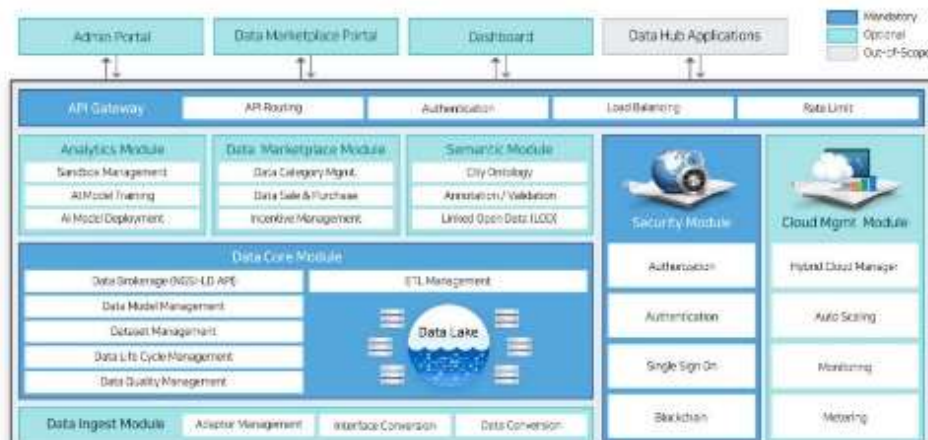 Mandatory
Optional
Out-of-Scope
Admin Portal
Data Marketplace Portal
Dashboard
Data Hub Applications
API Gateway
API Routing
Authentication
Load Balancing
Rate Limit
Analytics Module
Sandbox Management
AI Model Training
AI Model Deployment
Data Marketplace Module
Data Category Mgmt.
Data Sale & Purchase
Incentive Management
Semantic Module
City Ontology
Annotation / Validation
Linked Open Data (LOD)
Security Module
Authorization
Authentication
Single Sign On
Blockchain
Cloud Mgmt Module
Hybrid Cloud Manager
Auto Scaling
Monitoring
Metering
Data Core Module
Data Brokerage (NGSI-LD API)
ETL Management
Data Model Management
Dataset Management
Data Life Cycle Management
Data Quality Management
Data Lake
Data Ingest Module
Adaptor Management
Interface Conversion
Data Conversion